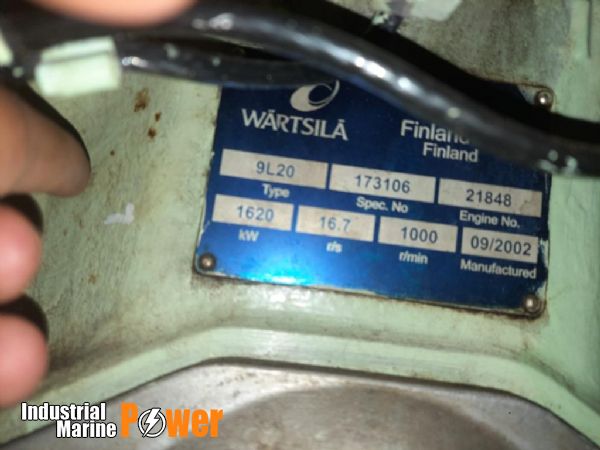 WÄRTSILÄ Finland
Finland
9L20 173106 21848
Type Spec. No Engine No.
1620 16.7 1000 09/2002
kW r/s r/min Manufactured
Industrial
Marine Power